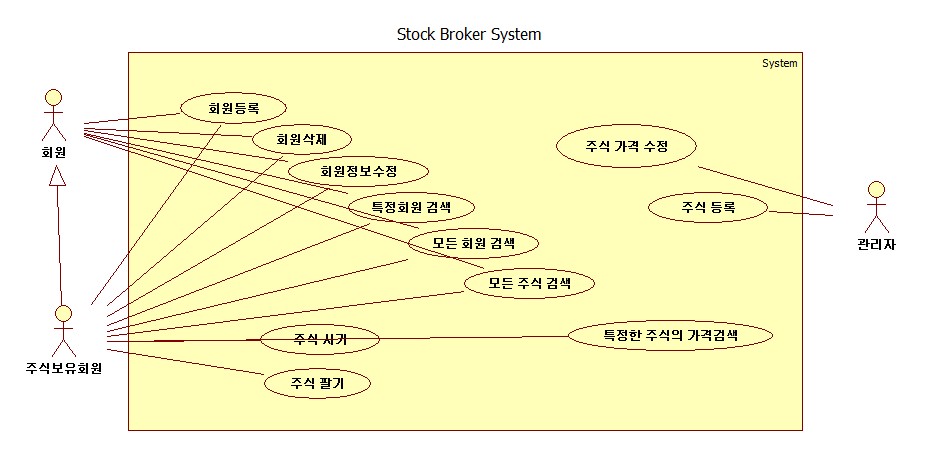 Stock Broker System
System
회원등록
회원삭제
회원
주식 가격 수정
회원정보수정
특정회원 검색
주식 등록
관리자
모든 회원 검색
모든 주식 검색
주식 사기
특정한 주식의 가격검색
주식보유회원
주식 팔기